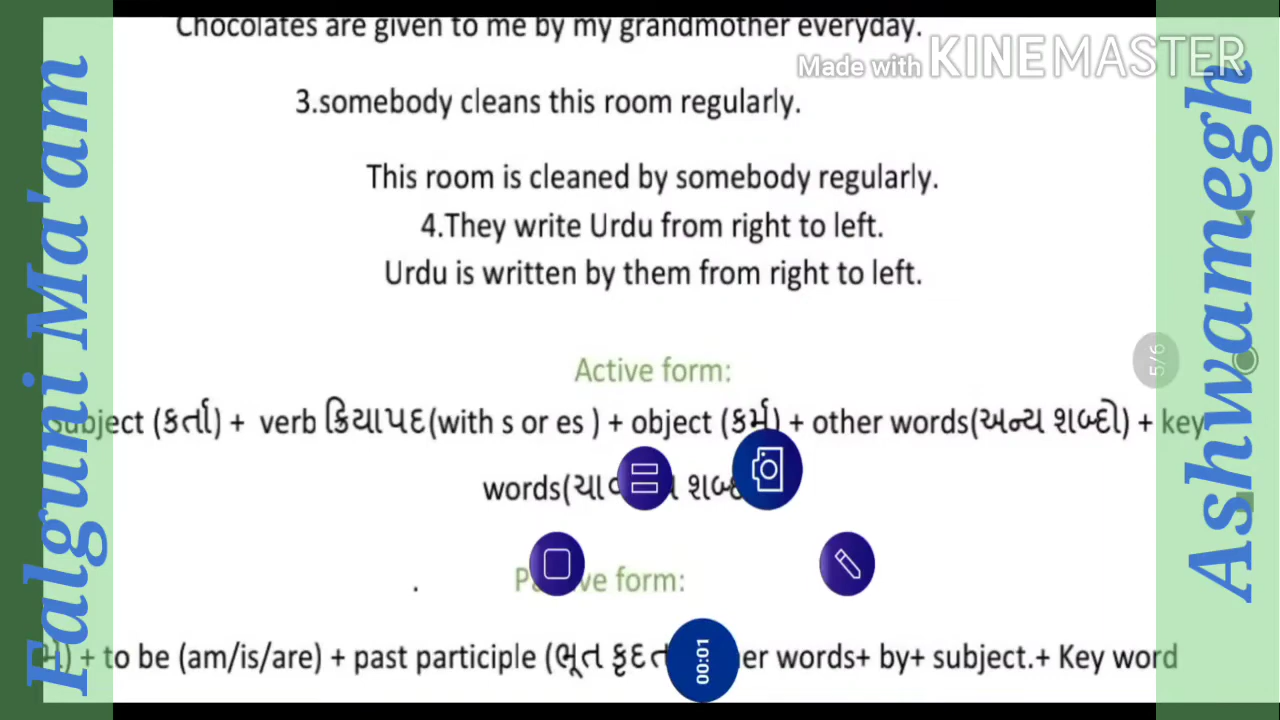 Chocolates are given to me by my grandmother everyday.
Made with KINEMASTER
3.somebody cleans this room regularly.
This room is cleaned by somebody regularly.
4.They write Urdu from right to left.
Urdu is written by them from right to left.
Active form:
Subject (કર્તા) + verb ક્રિયાપદ(with s or es ) + object (કર્મ) + other words(અન્ય શબ્દો) + key
words(
form:
+ to be (am/is/are) + past participle (ભૂત કૃદંત words+ by+ subject.+ Key word
Falguni Ma'am
Ashwamegh
5/6
00:01